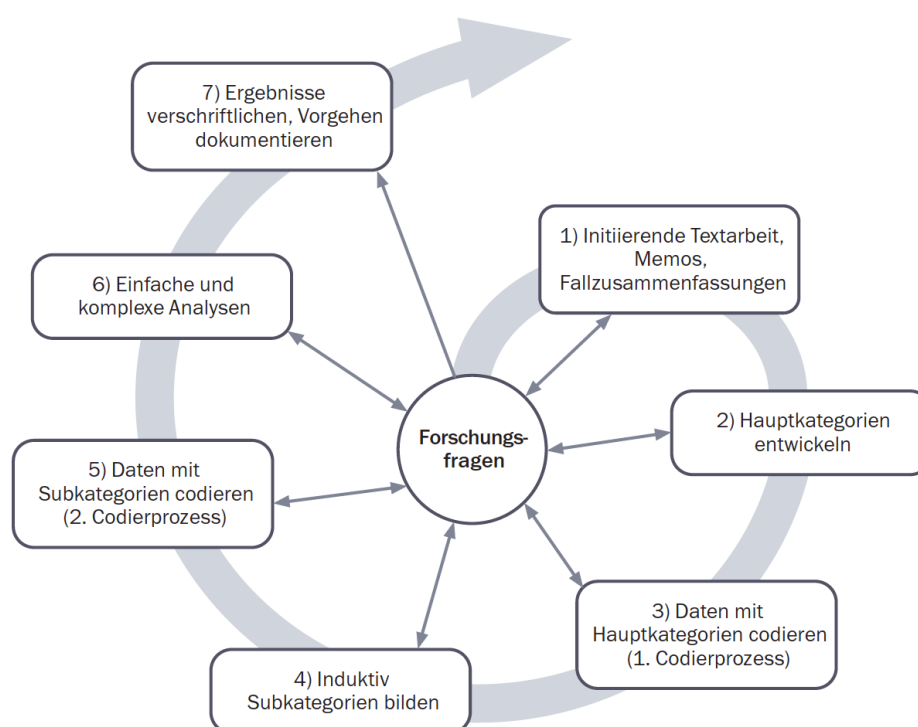 7) Ergebnisse
verschriftlichen, Vorgehen
dokumentieren
1) Initiierende Textarbeit,
Memos,
Fallzusammenfassungen
6) Einfache und
komplexe Analysen
Forschungs-
fragen
2) Hauptkategorien
entwickeln
5) Daten mit
Subkategorien codieren
(2. Codierprozess)
3) Daten mit
Hauptkategorien codieren
(1. Codierprozess)
4) Induktiv
Subkategorien bilden